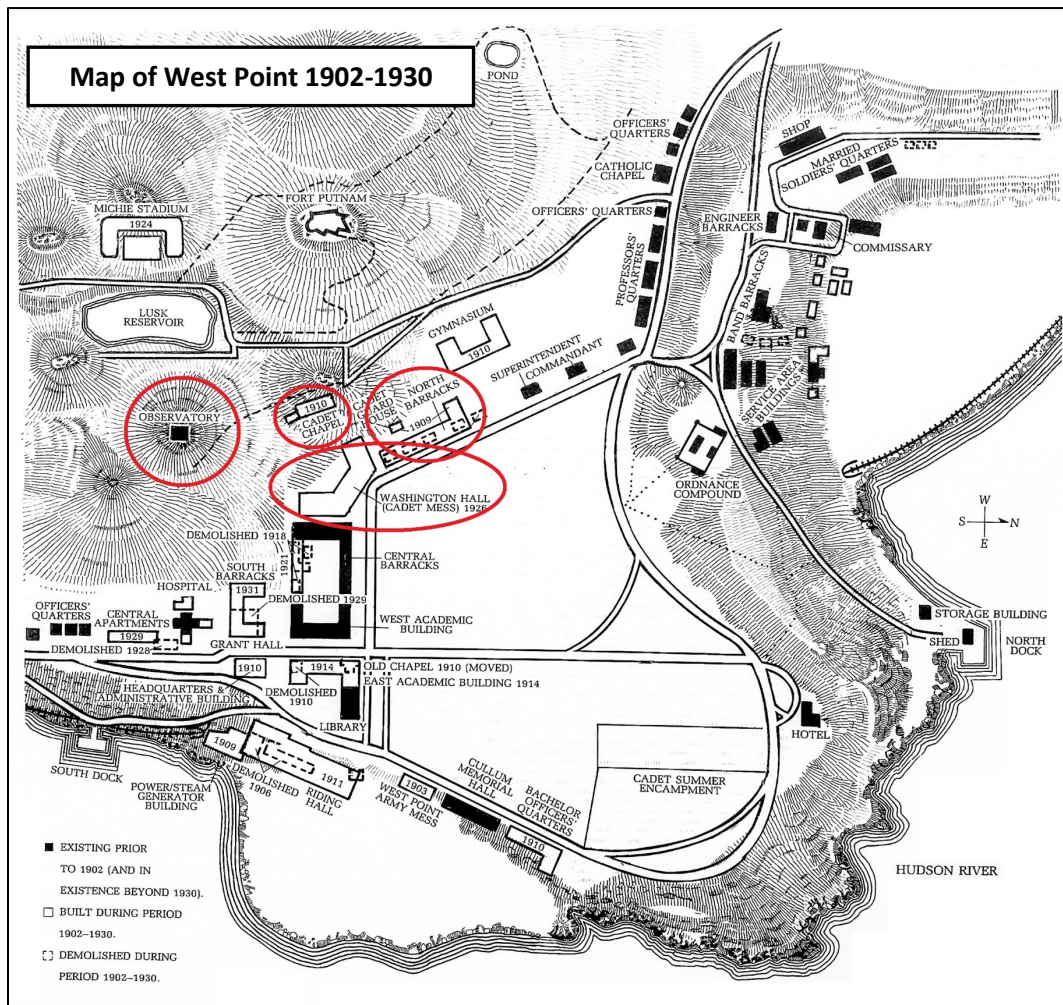 Map of West Point 1902-1930
POND
OFFICERS'
QUARTERS
CATHOLIC
CHAPEL
SHOP
MARRIED
SOLDIERS' QUARTERS
MICHIE STADIUM
1924
FORT PUTNAM
OFFICERS' QUARTERS
ENGINEER
BARRACKS
COMMISSARY
PROFESSORS'
QUARTERS
LUSK
RESERVOIR
GYMNASIUM
1910
BAND BARRACKS
SUPERINTENDENT
COMMANDANT
SERVICE AREA
BUILDINGS
OBSERVATORY
1910
CADET
CHAPEL
CADET
GUARD
HOUSE
NORTH
BARRACKS
1909
ORDNANCE
COMPOUND
WASHINGTON HALL
(CADET MESS) 1926
W
S N
E
DEMOLISHED 1918
1921
CENTRAL
BARRACKS
SOUTH
BARRACKS
1931
DEMOLISHED 1929
HOSPITAL
WEST ACADEMIC
BUILDING
OFFICERS'
QUARTERS
CENTRAL
APARTMENTS
1929
DEMOLISHED 1928
GRANT HALL
STORAGE BUILDING
SHED
NORTH
DOCK
1910
1914
OLD CHAPEL 1910 (MOVED)
EAST ACADEMIC BUILDING 1914
HEADQUARTERS &
ADMINISTRATIVE BUILDING
DEMOLISHED
1910
LIBRARY
HOTEL
SOUTH DOCK
1909
POWER/STEAM
GENERATOR
BUILDING
DEMOLISHED
1906
1911
RIDING
HALL
1903
WEST POINT
ARMY MESS
CULLUM
MEMORIAL
HALL
BACHELOR
OFFICERS'
QUARTERS
1910
CADET SUMMER
ENCAMPMENT
HUDSON RIVER
EXISTING PRIOR
TO 1902 (AND IN
EXISTENCE BEYOND 1930).
BUILT DURING PERIOD
1902–1930.
DEMOLISHED DURING
PERIOD 1902–1930.